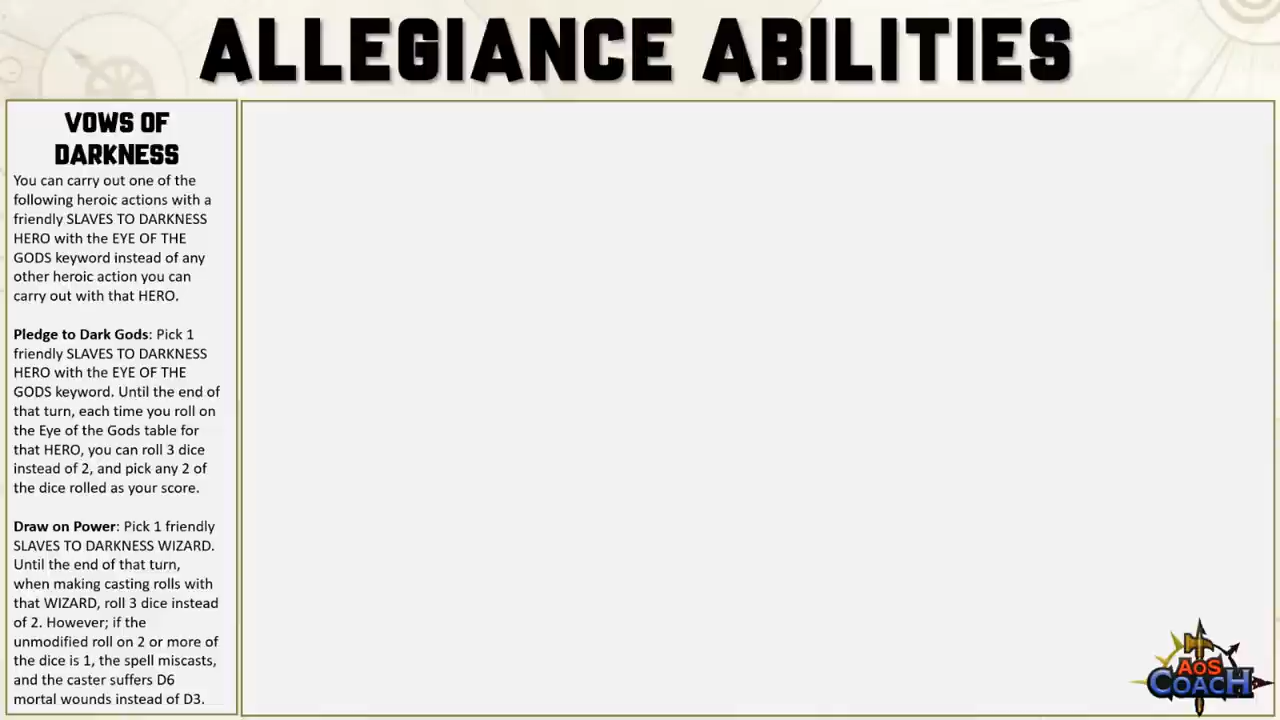 ALLEGIANCE ABILITIES
VOWS OF
DARKNESS
You can carry out one of the
following heroic actions with a
friendly SLAVES TO DARKNESS
HERO with the EYE OF THE
GODS keyword instead of any
other heroic action you can
carry out with that HERO.
Pledge to Dark Gods: Pick 1
friendly SLAVES TO DARKNESS
HERO with the EYE OF THE
GODS keyword. Until the end of
that turn, each time you roll on
the Eye of the Gods table for
that HERO, you can roll 3 dice
instead of 2, and pick any 2 of
the dice rolled as your score.
Draw on Power: Pick 1 friendly
SLAVES TO DARKNESS WIZARD.
Until the end of that turn,
when making casting rolls with
that WIZARD, roll 3 dice instead
of 2. However; if the
unmodified roll on 2 or more of
the dice is 1, the spell miscasts,
and the caster suffers D6
mortal wounds instead of D3.
AOS
COACH